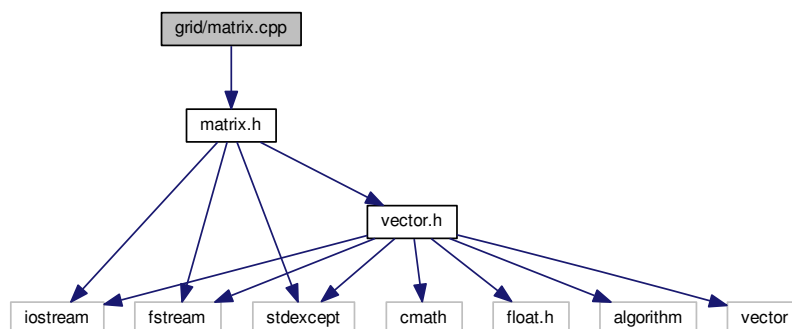 grid/matrix.cpp
matrix.h
vector.h
iostream
fstream
stdexcept
cmath
float.h
algorithm
vector